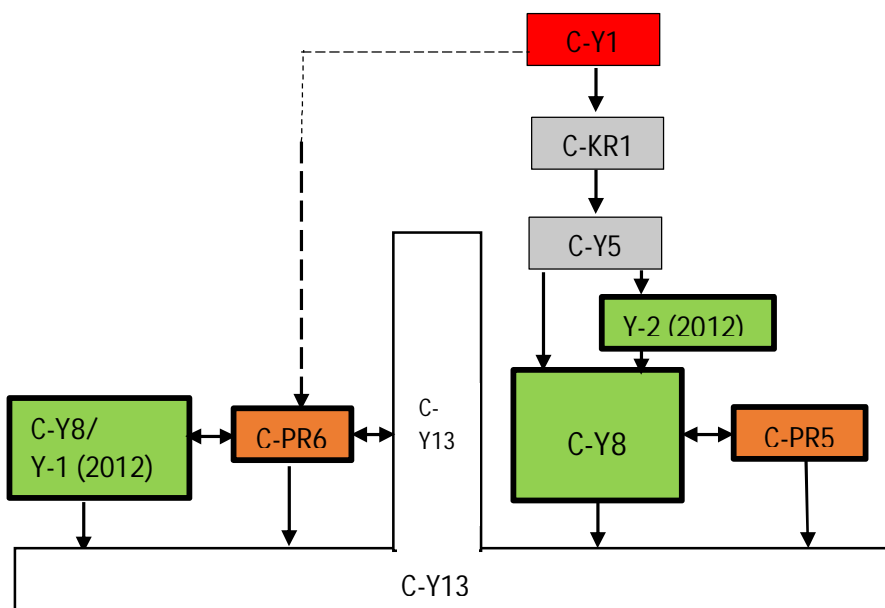 C-Y1
C-KR1
C-Y5
Y-2 (2012)
C-
Y13
C-Y8/
Y-1 (2012)
C-PR6
C-Y8
C-PR5
C-Y13